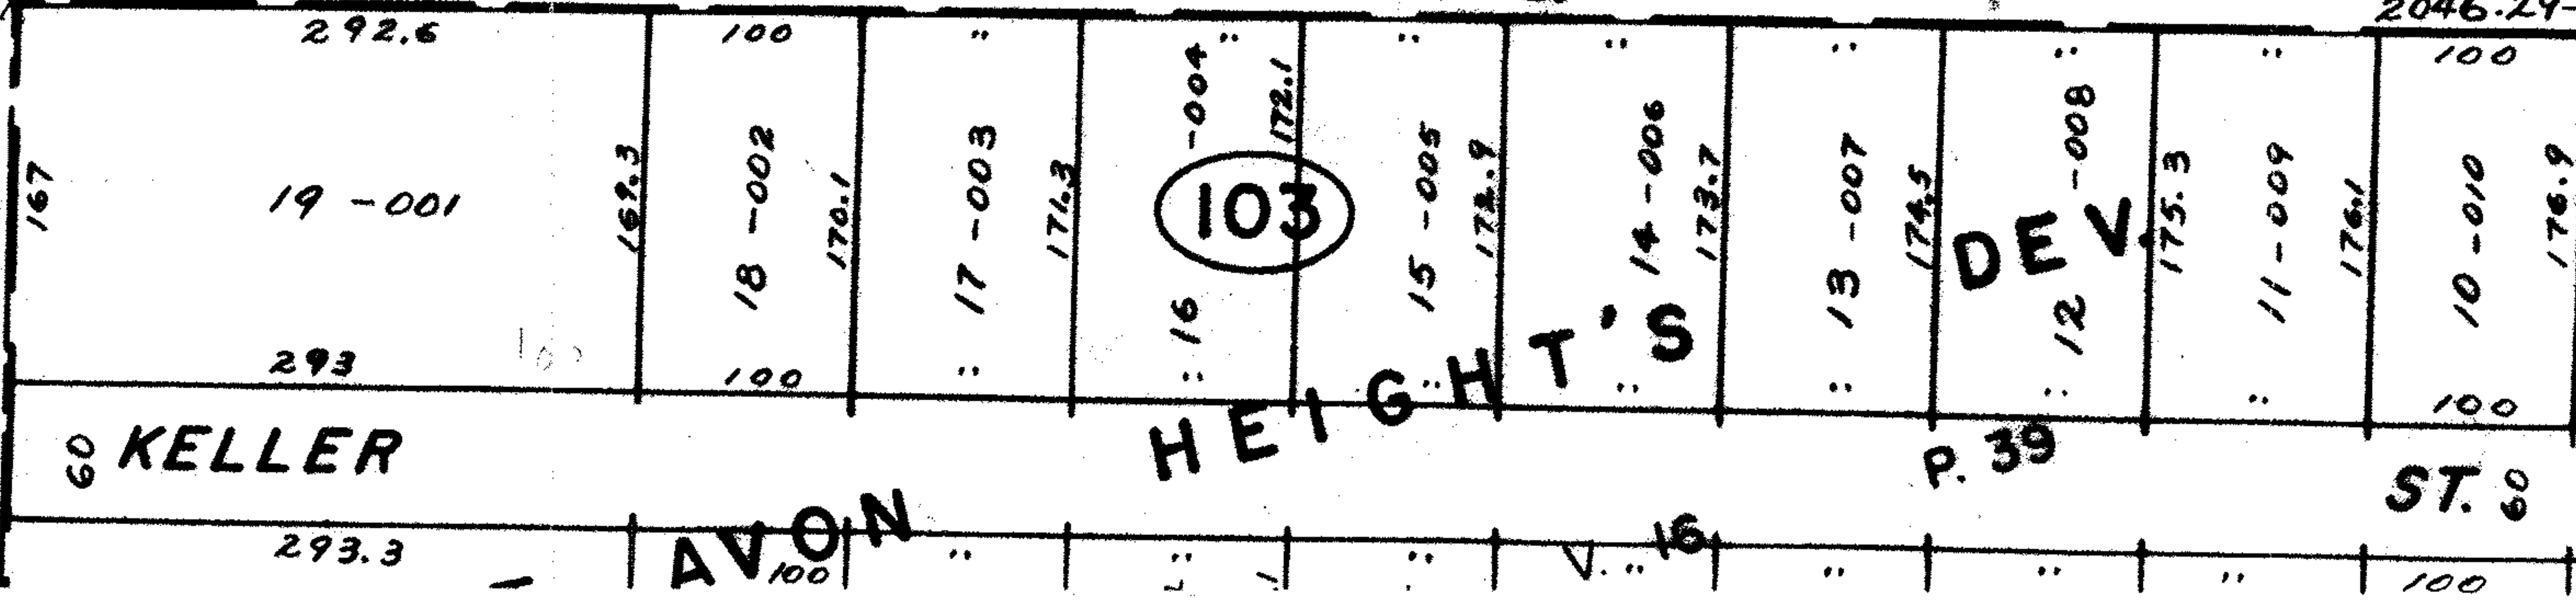 2046.24
292.6 100 " " " " " " " 100
167 19 -001 169.3 18 -002 170.1 17 -003 171.3 16 -004 172.1 15 -005 172.9 14 -006 173.7 13 -007 174.5 12 -008 175.3 11 -009 176.1 10 -010 176.9
103
293 100 " " " " " " " 100
60 KELLER ST. 60
AVON HEIGHT'S DEV.
V. 16 P. 39
293.3 100 " " " " " " " 100